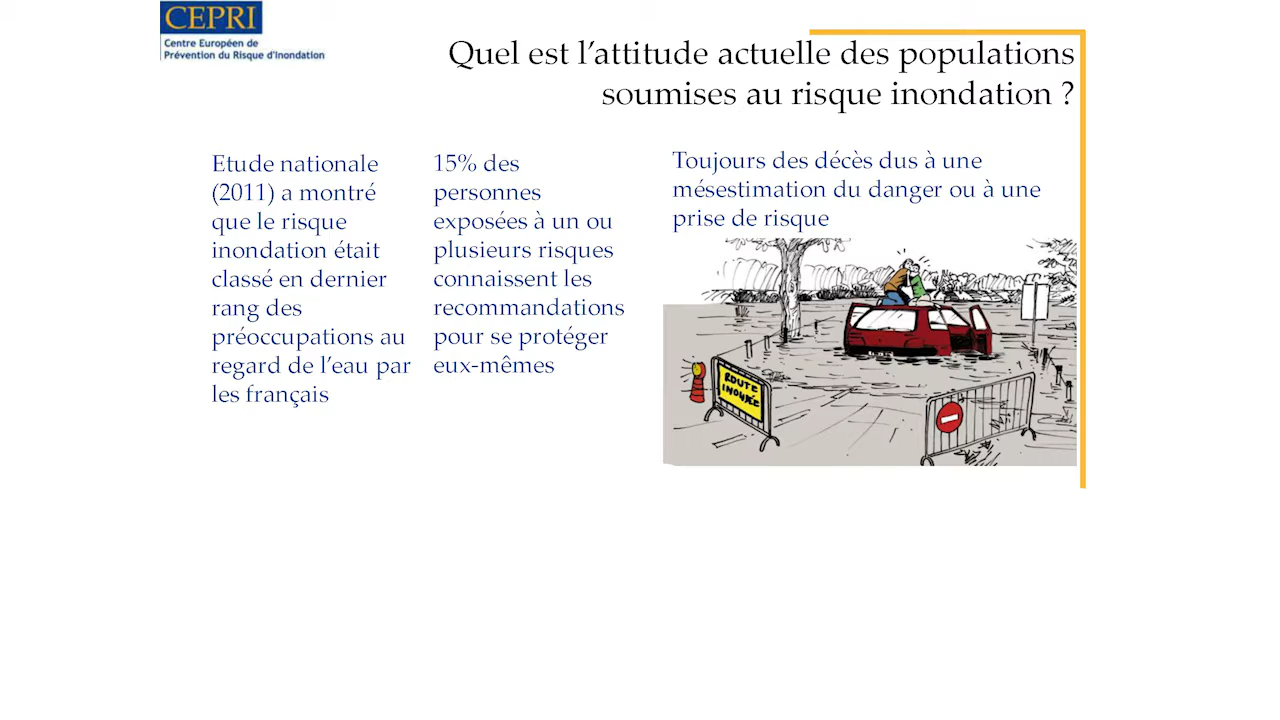 CEPRI
Centre Européen de
Prévention du Risque d'Inondation
Quel est l’attitude actuelle des populations
soumises au risque inondation ?
Etude nationale
(2011) a montré
que le risque
inondation était
classé en dernier
rang des
préoccupations au
regard de l’eau par
les français
15% des
personnes
exposées à un ou
plusieurs risques
connaissent les
recommandations
pour se protéger
eux-mêmes
Toujours des décès dus à une
mésestimation du danger ou à une
prise de risque
ROUTE
INONDÉE